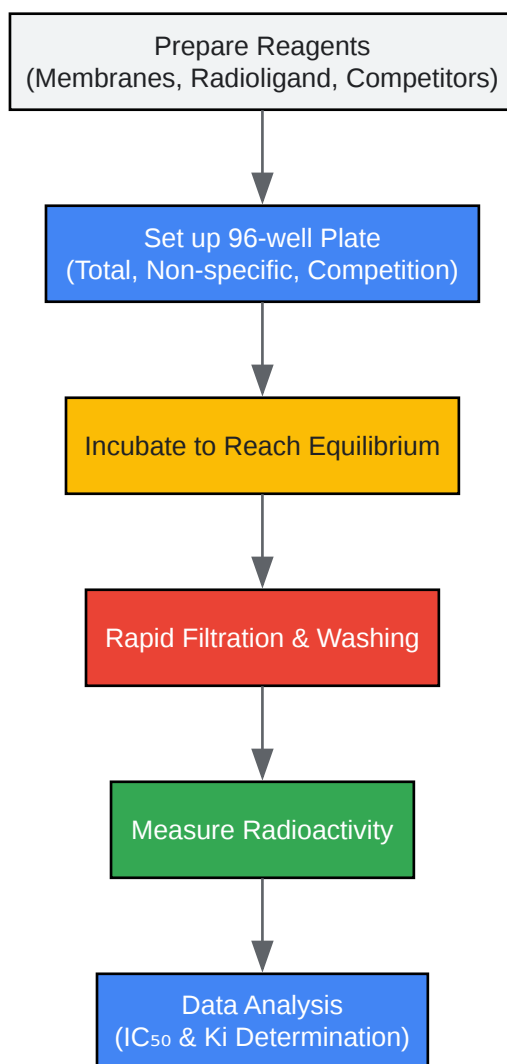 Prepare Reagents
(Membranes, Radioligand, Competitors)
Set up 96-well Plate
(Total, Non-specific, Competition)
Incubate to Reach Equilibrium
Rapid Filtration & Washing
Measure Radioactivity
Data Analysis
(IC₅₀ & Ki Determination)